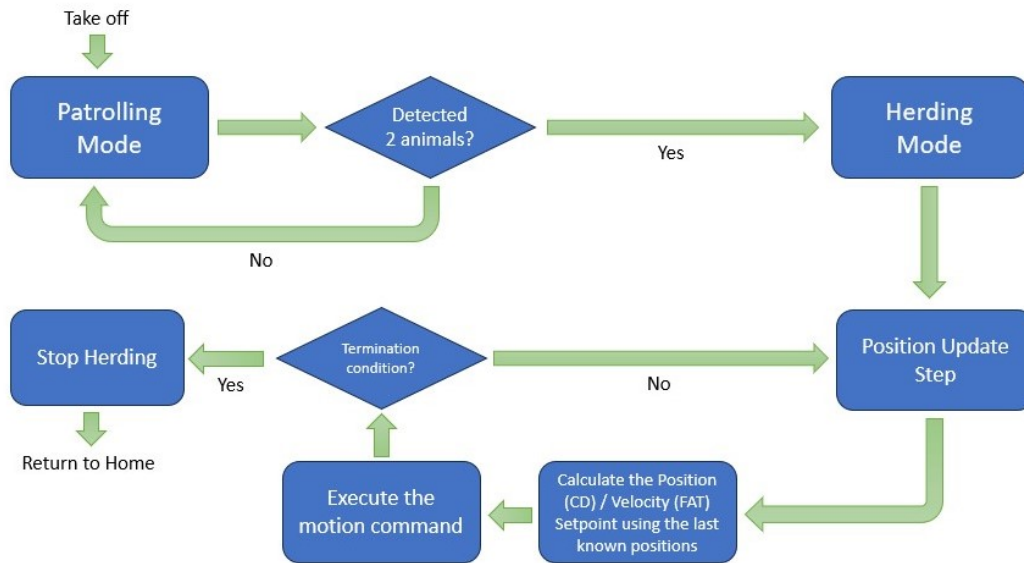 Take off
Patrolling
Mode
Detected
2 animals?
Yes
Herding
Mode
No
Stop Herding
Yes
Termination
condition?
No
Position Update
Step
Return to Home
Execute the
motion command
Calculate the Position
(CD) / Velocity (FAT)
Setpoint using the last
known positions